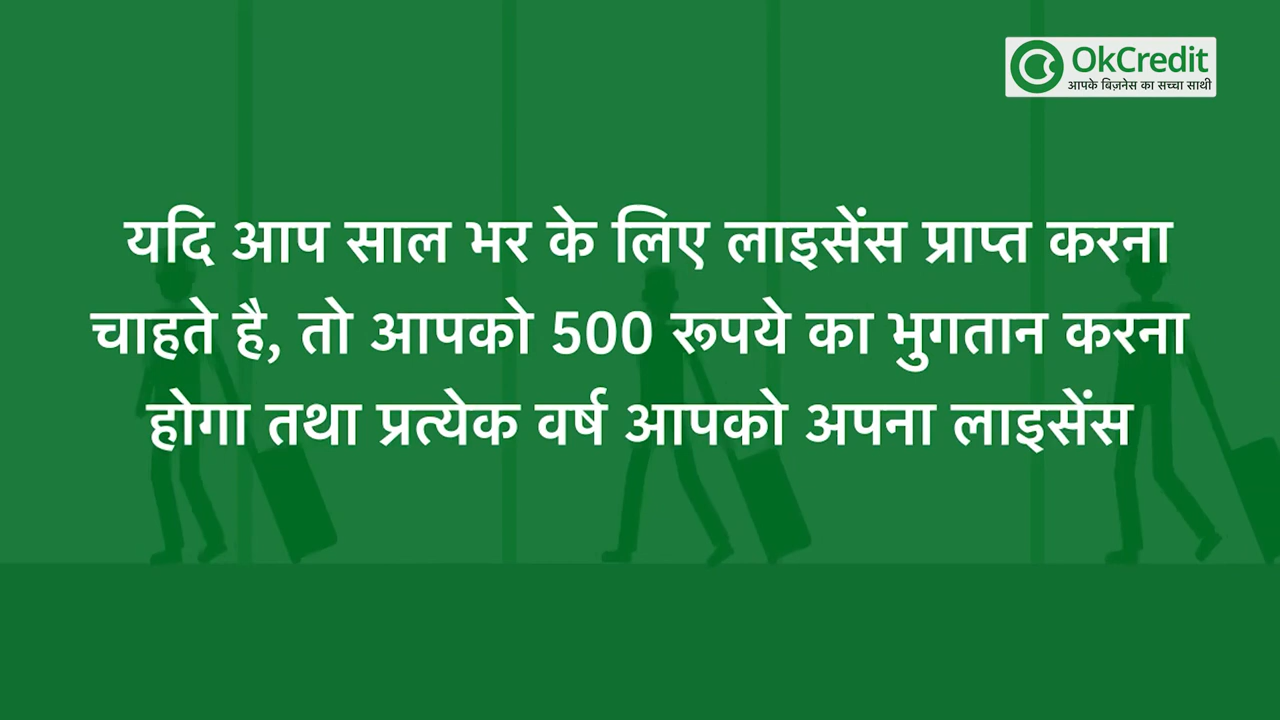 OkCredit
आपके बिज़नेस का सच्चा साथी
यदि आप साल भर के लिए लाइसेंस प्राप्त करना
चाहते है, तो आपको 500 रूपये का भुगतान करना
होगा तथा प्रत्येक वर्ष आपको अपना लाइसेंस